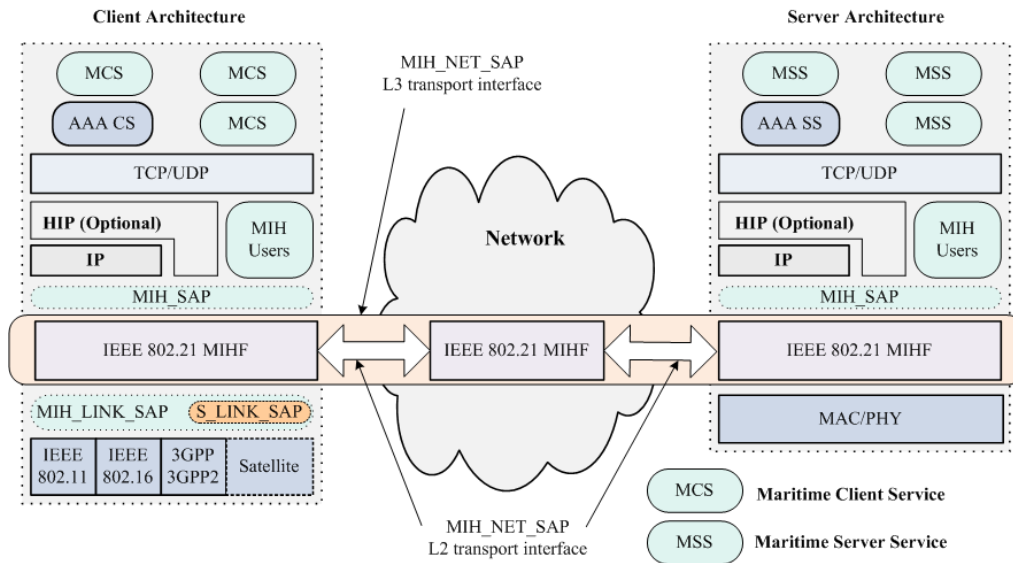 Client Architecture
Server Architecture
MCS
MCS
AAA CS
MCS
TCP/UDP
HIP (Optional)
IP
MIH
Users
MIH_SAP
IEEE 802.21 MIHF
MIH_LINK_SAP
S_LINK_SAP
IEEE
802.11
IEEE
802.16
3GPP
3GPP2
Satellite
MIH_NET_SAP
L3 transport interface
Network
IEEE 802.21 MIHF
MIH_NET_SAP
L2 transport interface
MSS
MSS
AAA SS
MSS
TCP/UDP
HIP (Optional)
IP
MIH
Users
MIH_SAP
IEEE 802.21 MIHF
MAC/PHY
MCS
Maritime Client Service
MSS
Maritime Server Service